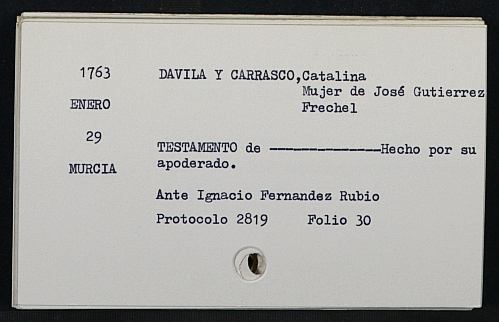 1763 DAVILA Y CARRASCO,Catalina
Mujer de José Gutierrez
ENERO Frechel
29
TESTAMENTO de ---------------Hecho por su
MURCIA apoderado.
Ante Ignacio Fernandez Rubio
Protocolo 2819 Folio 30